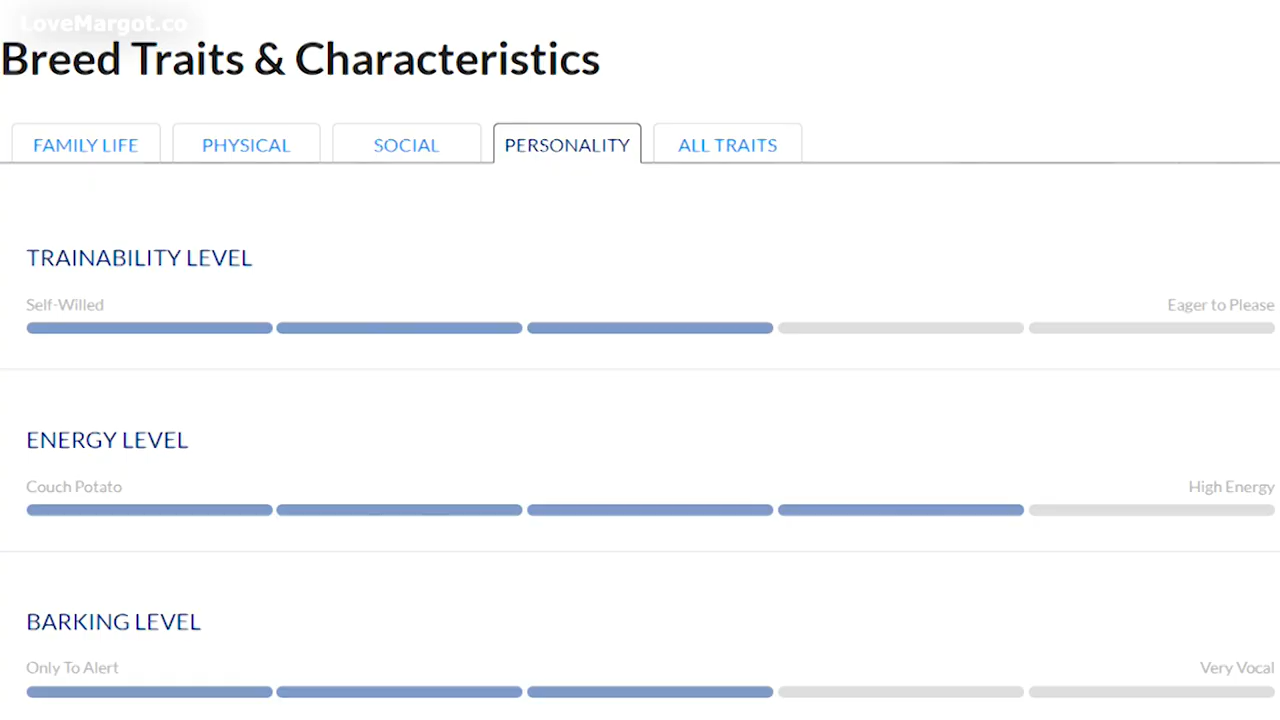 LoveMargot.co
Breed Traits & Characteristics
FAMILY LIFE PHYSICAL SOCIAL PERSONALITY ALL TRAITS
TRAINABILITY LEVEL
Self-Willed Eager to Please
ENERGY LEVEL
Couch Potato High Energy
BARKING LEVEL
Only To Alert Very Vocal